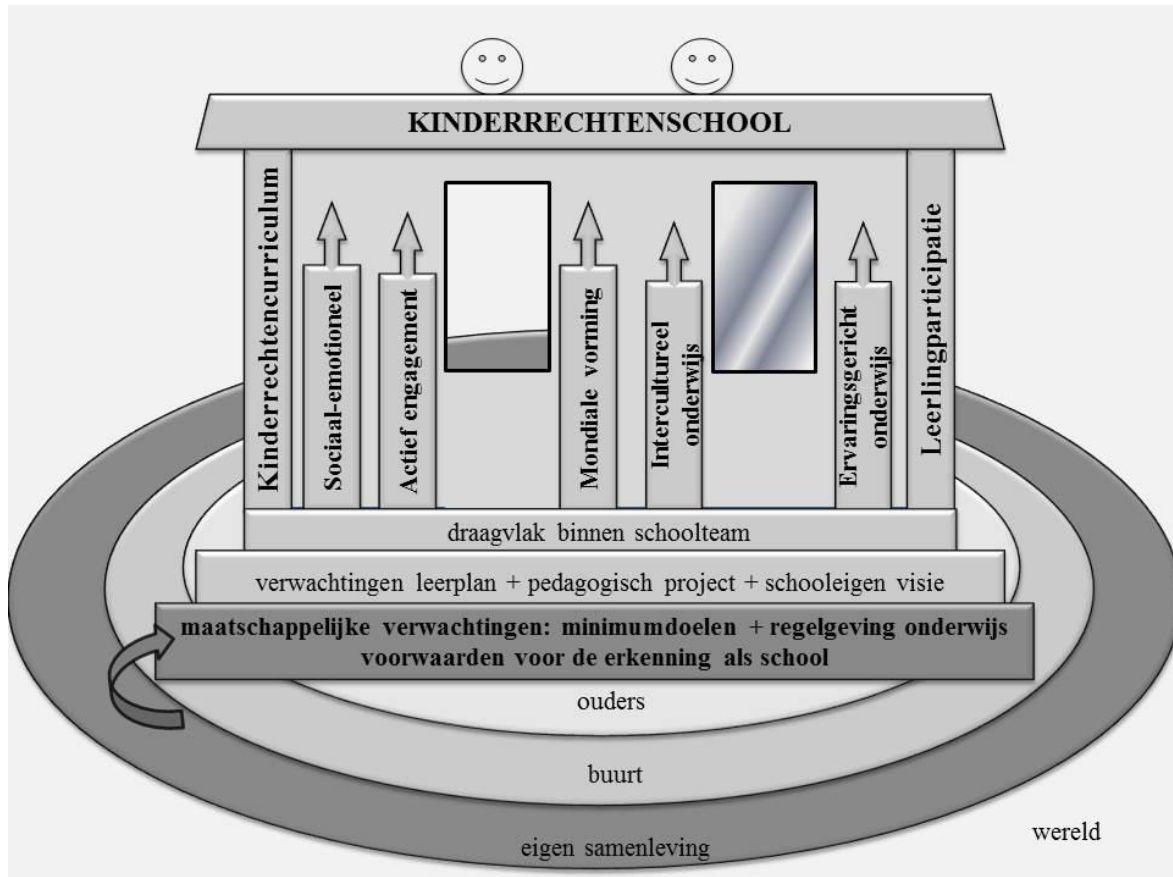 KINDERRECHTENSCHOOL
Kinderrechtencurriculum
Sociaal-emotioneel
Actief engagement
Mondiale vorming
Intercultureel
onderwijs
Ervaringsgericht
onderwijs
Leerlingparticipatie
draagvlak binnen schoolteam
verwachtingen leerplan + pedagogisch project + schooleigen visie
maatschappelijke verwachtingen: minimumdoelen + regelgeving onderwijs
voorwaarden voor de erkenning als school
ouders
buurt
eigen samenleving
wereld